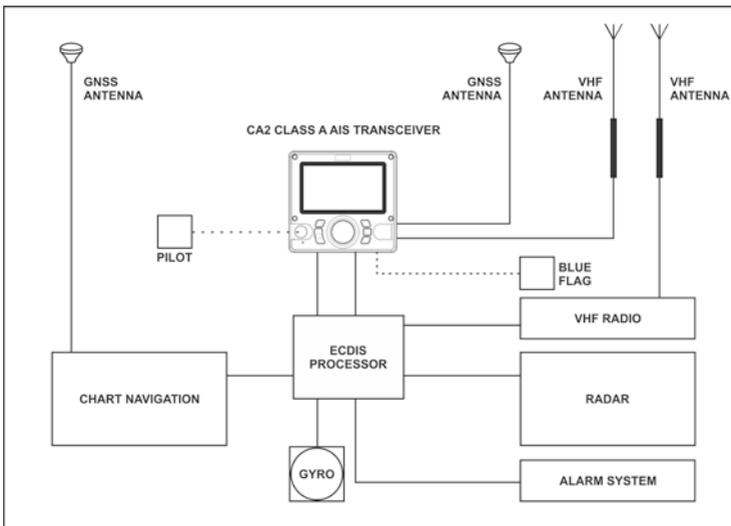 GNSS
ANTENNA
GNSS
ANTENNA
VHF
ANTENNA
VHF
ANTENNA
CA2 CLASS A AIS TRANSCEIVER
PILOT
BLUE
FLAG
VHF RADIO
ECDIS
PROCESSOR
CHART NAVIGATION
RADAR
GYRO
ALARM SYSTEM